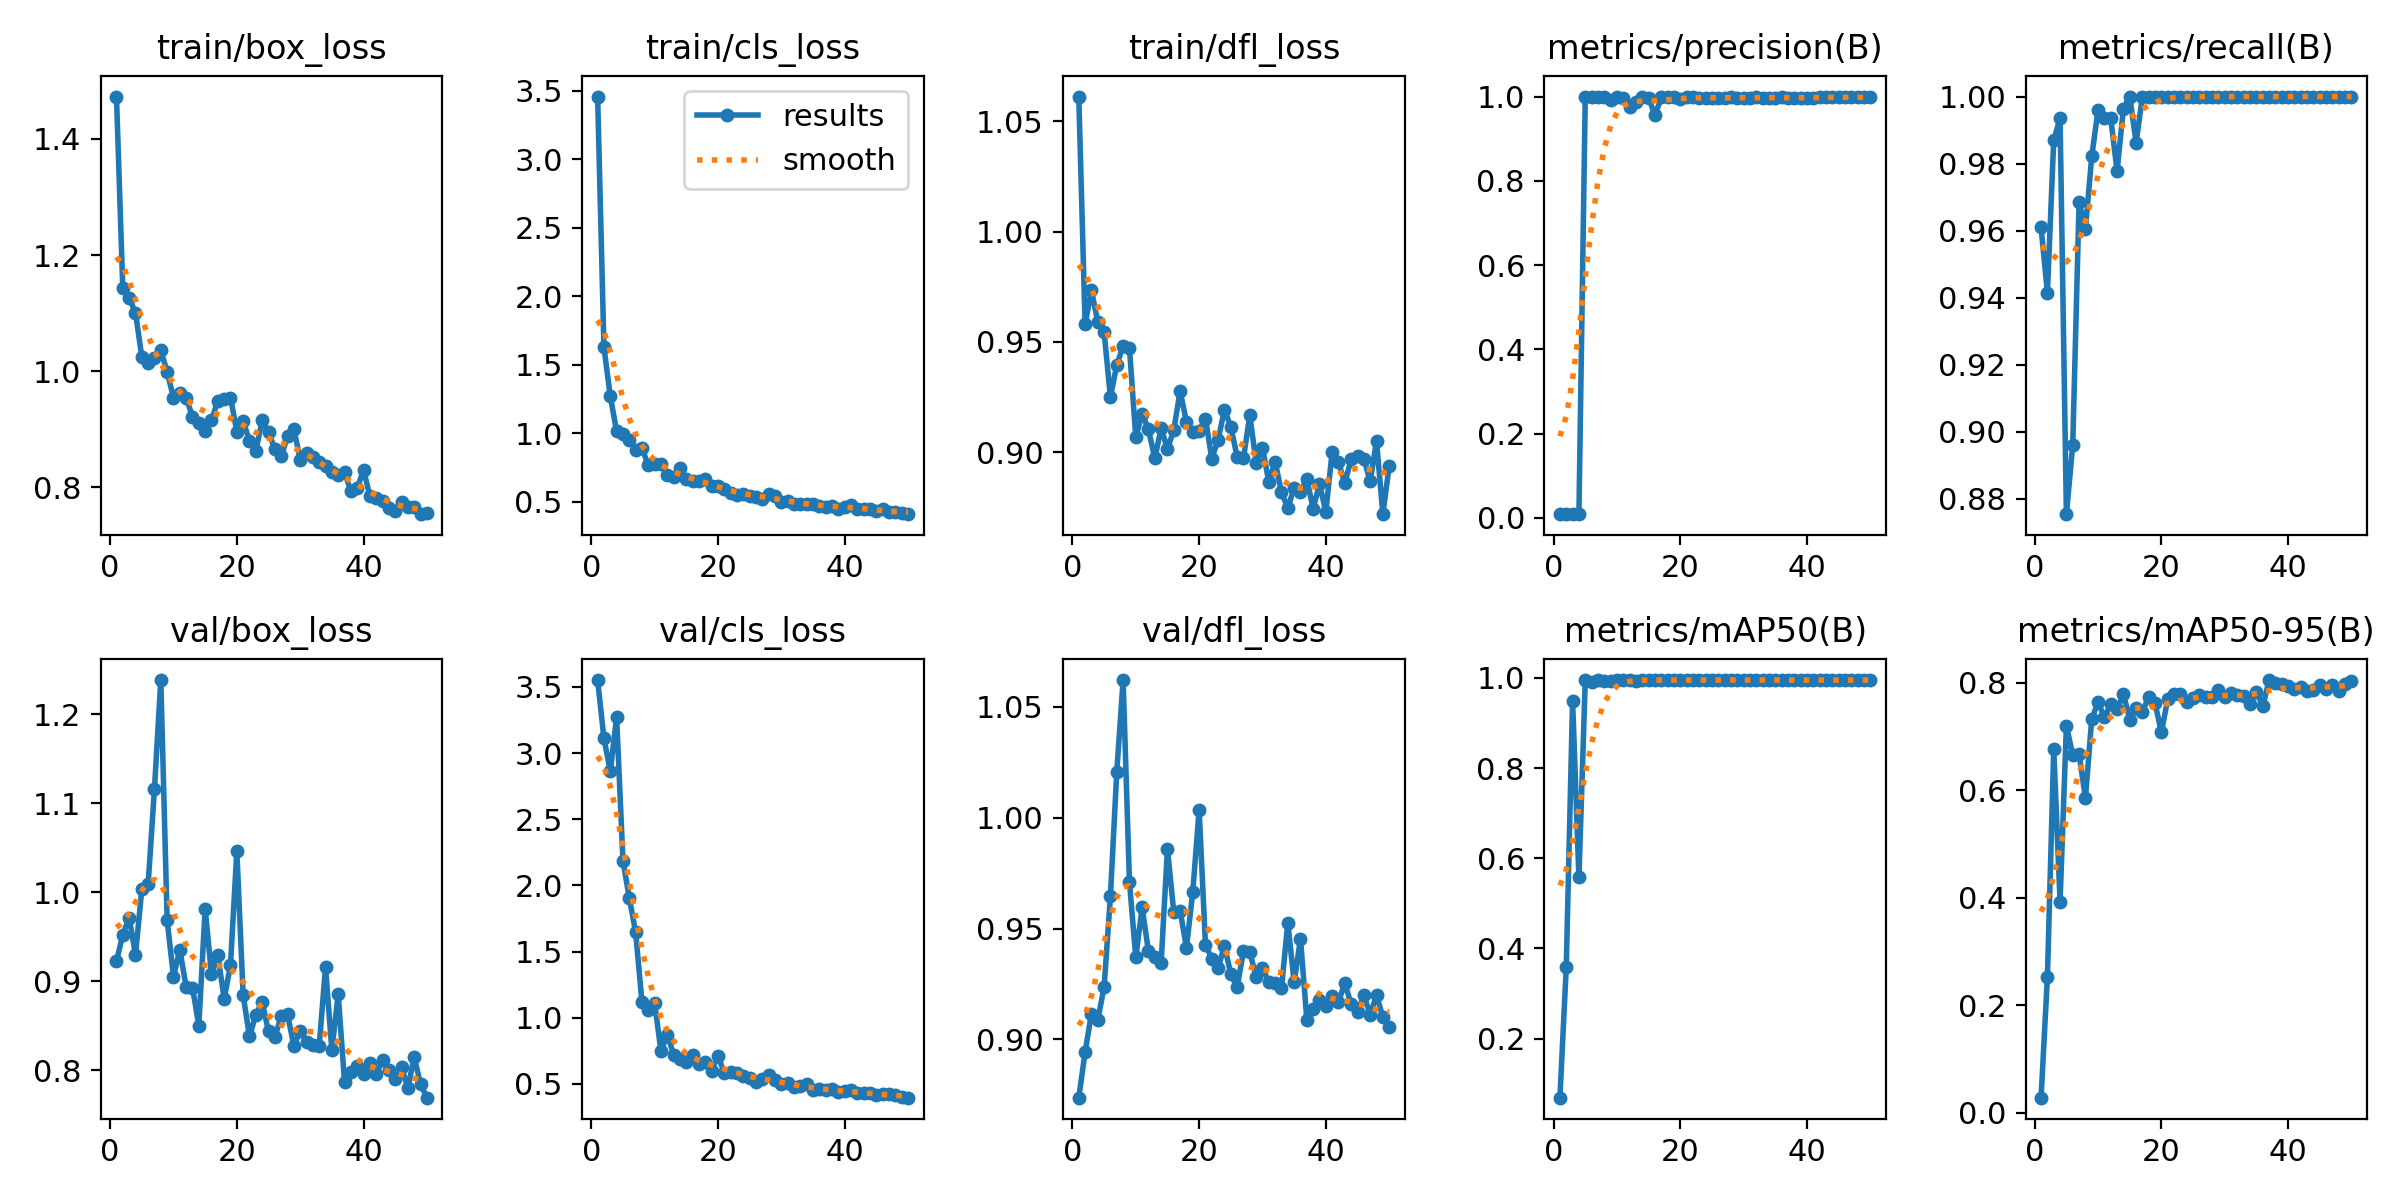 train/box_loss
1.4
1.2
1.0
0.8
0 20 40
train/cls_loss
results
smooth
3.5
3.0
2.5
2.0
1.5
1.0
0.5
0 20 40
train/dfl_loss
1.05
1.00
0.95
0.90
0 20 40
metrics/precision(B)
1.0
0.8
0.6
0.4
0.2
0.0
0 20 40
metrics/recall(B)
1.00
0.98
0.96
0.94
0.92
0.90
0.88
0 20 40
val/box_loss
1.2
1.1
1.0
0.9
0.8
0 20 40
val/cls_loss
3.5
3.0
2.5
2.0
1.5
1.0
0.5
0 20 40
val/dfl_loss
1.05
1.00
0.95
0.90
0 20 40
metrics/mAP50(B)
1.0
0.8
0.6
0.4
0.2
0 20 40
metrics/mAP50-95(B)
0.8
0.6
0.4
0.2
0.0
0 20 40